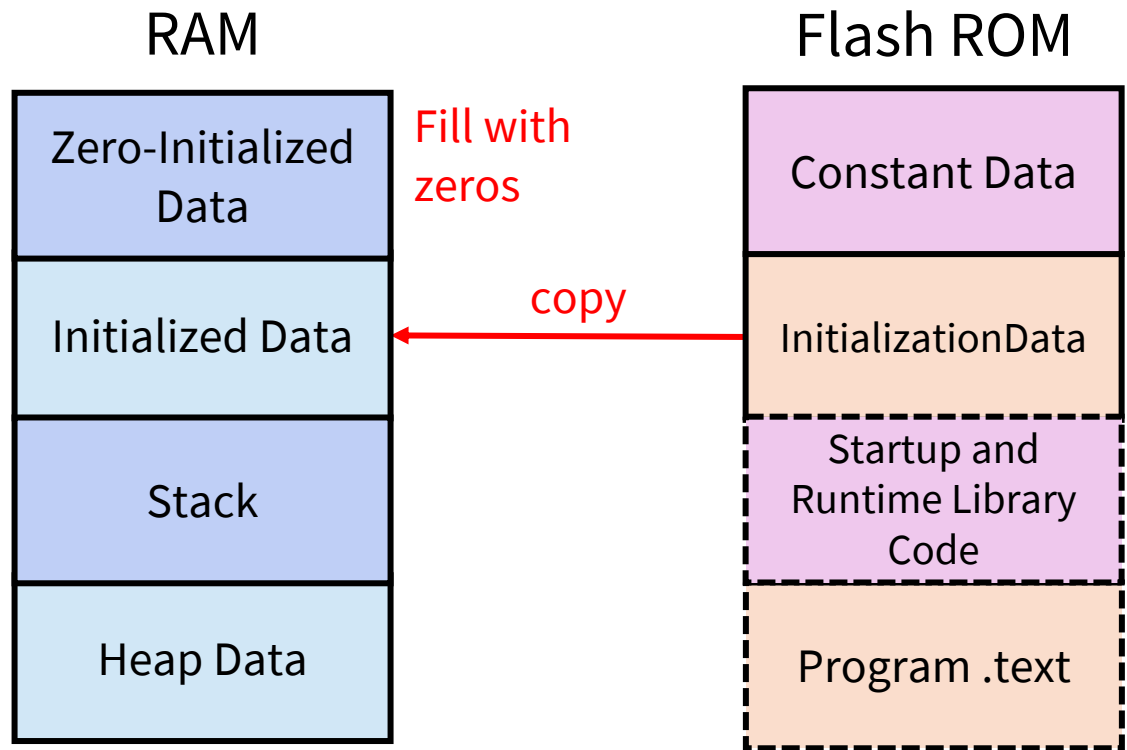 RAM
Zero-Initialized
Data
Fill with
zeros
Initialized Data
copy
Stack
Heap Data
Flash ROM
Constant Data
InitializationData
Startup and
Runtime Library
Code
Program .text